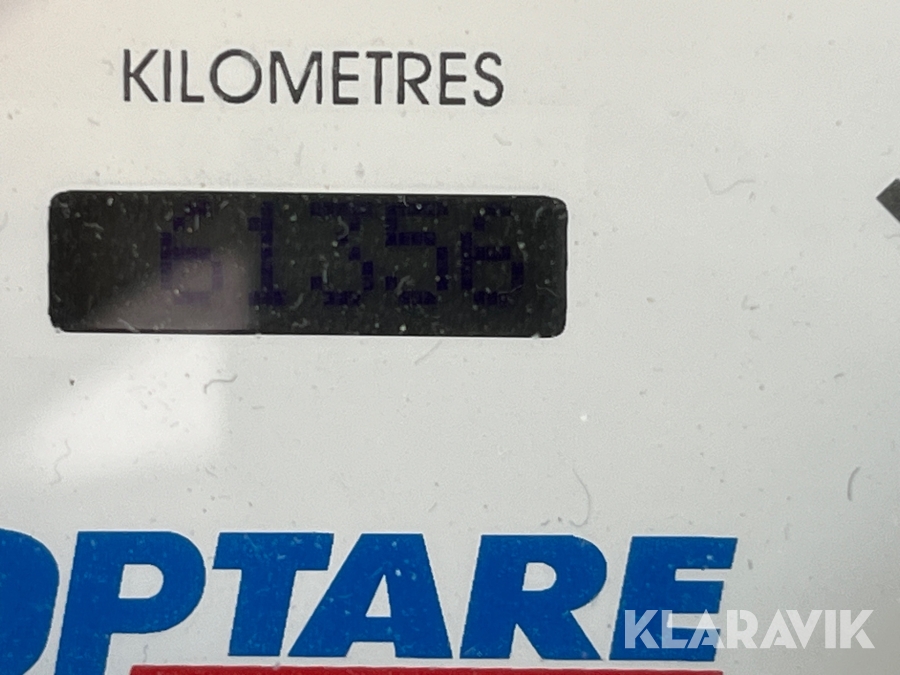 KILOMETRES
61356
OPTARE
KLARAVIK